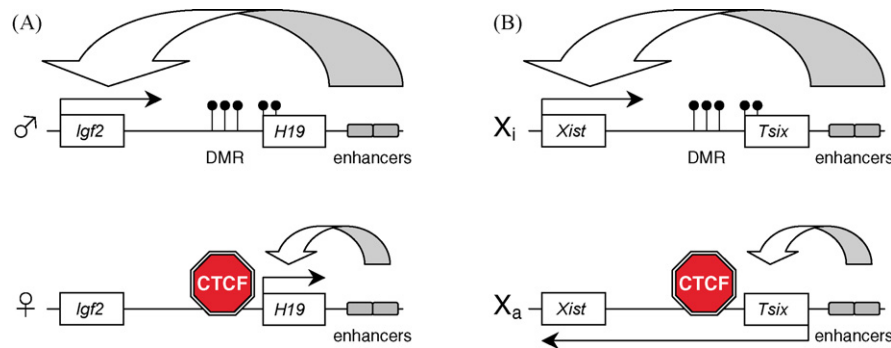 (A)
♂ Igf2 DMR H19 enhancers
♀ Igf2 CTCF H19 enhancers
(B)
Xi Xist DMR Tsix enhancers
Xa Xist CTCF Tsix enhancers